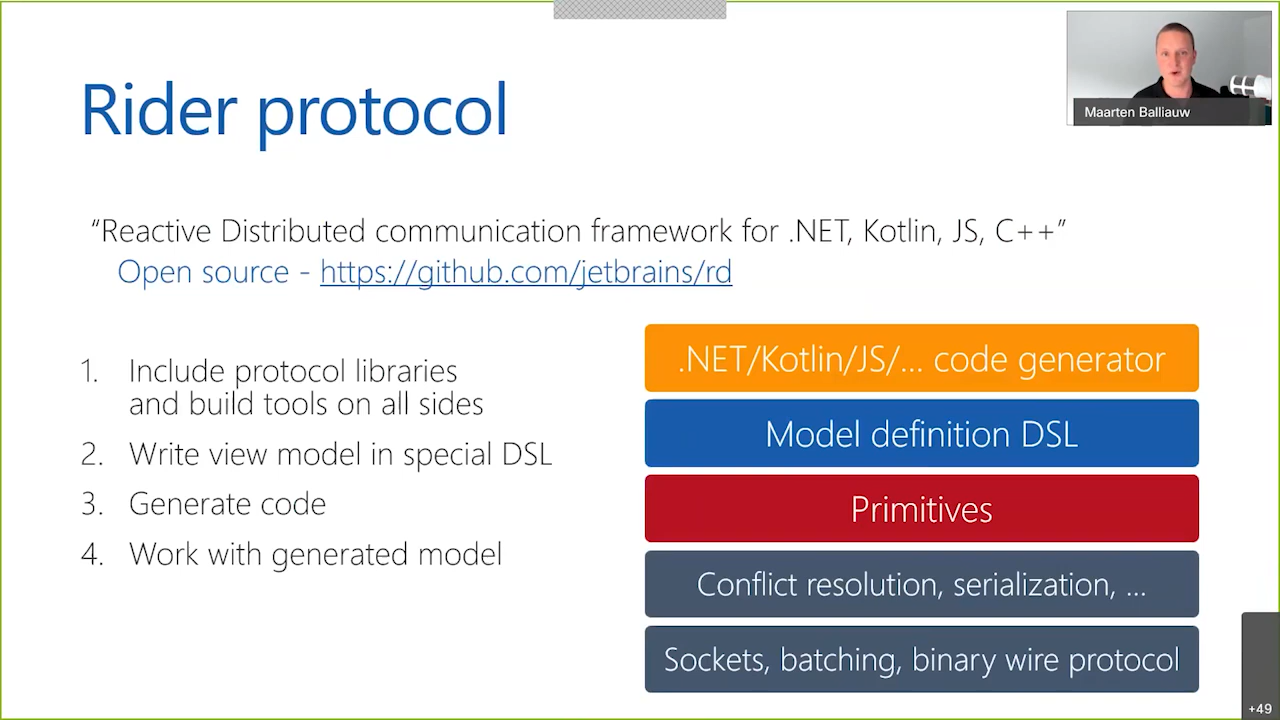 Rider protocol
Maarten Balliauw
“Reactive Distributed communication framework for .NET, Kotlin, JS, C++”
Open source - https://github.com/jetbrains/rd
1. Include protocol libraries
and build tools on all sides
2. Write view model in special DSL
3. Generate code
4. Work with generated model
.NET/Kotlin/JS/... code generator
Model definition DSL
Primitives
Conflict resolution, serialization, ...
Sockets, batching, binary wire protocol
+49